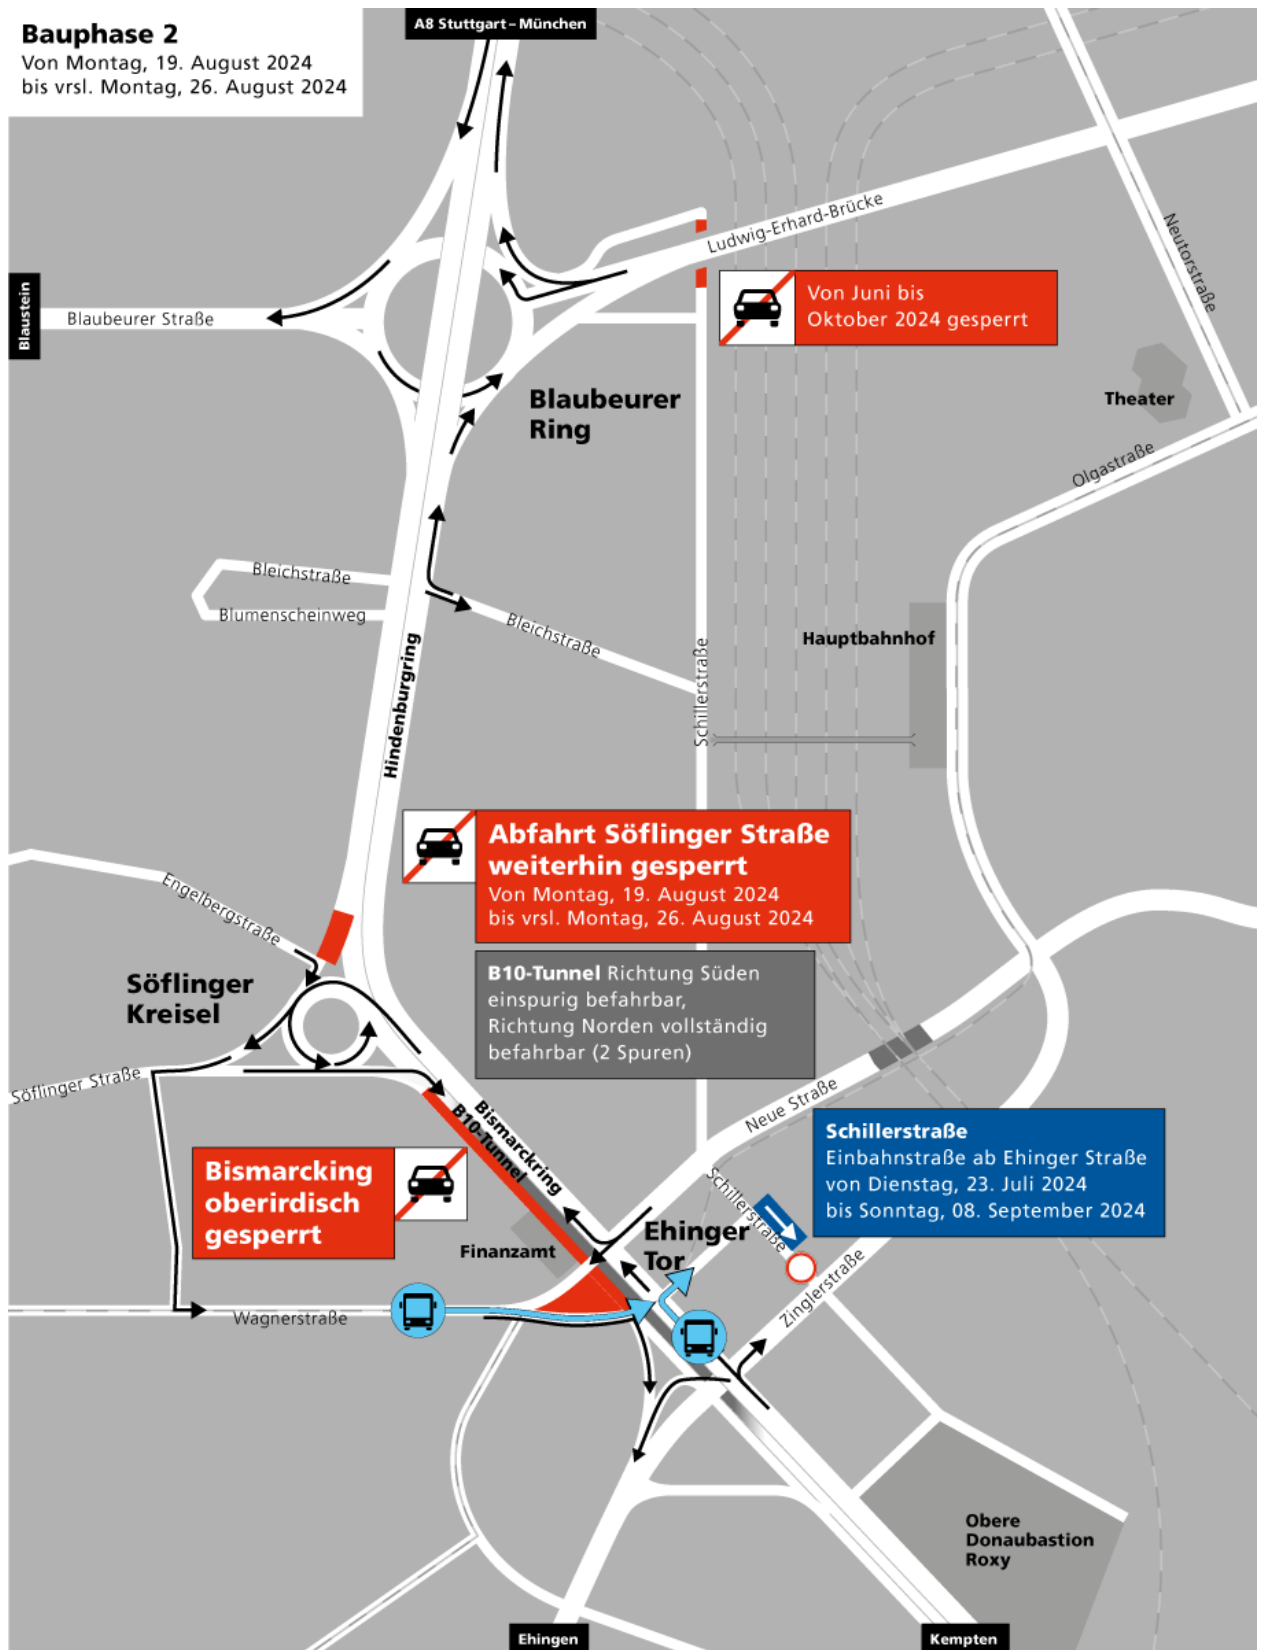 Bauphase 2
Von Montag, 19. August 2024
bis vrsl. Montag, 26. August 2024
A8 Stuttgart–München
Ludwig-Erhard-Brücke
Neutorstraße
Blaustein
Blaubeurer Straße
Von Juni bis
Oktober 2024 gesperrt
Blaubeurer
Ring
Theater
Olgastraße
Bleichstraße
Blumenscheinweg
Bleichstraße
Hauptbahnhof
Schillerstraße
Hindenburgring
Abfahrt Söflinger Straße
weiterhin gesperrt
Von Montag, 19. August 2024
bis vrsl. Montag, 26. August 2024
Engelbergstraße
B10-Tunnel Richtung Süden
einspurig befahrbar,
Richtung Norden vollständig
befahrbar (2 Spuren)
Söflinger
Kreisel
Söflinger Straße
Neue Straße
Bismarckring
B10-Tunnel
Schillerstraße
Einbahnstraße ab Ehinger Straße
von Dienstag, 23. Juli 2024
bis Sonntag, 08. September 2024
Bismarcking
oberirdisch
gesperrt
Schillerstraße
Ehinger
Tor
Finanzamt
Zinglerstraße
Wagnerstraße
Obere
Donaubastion
Roxy
Ehingen
Kempten